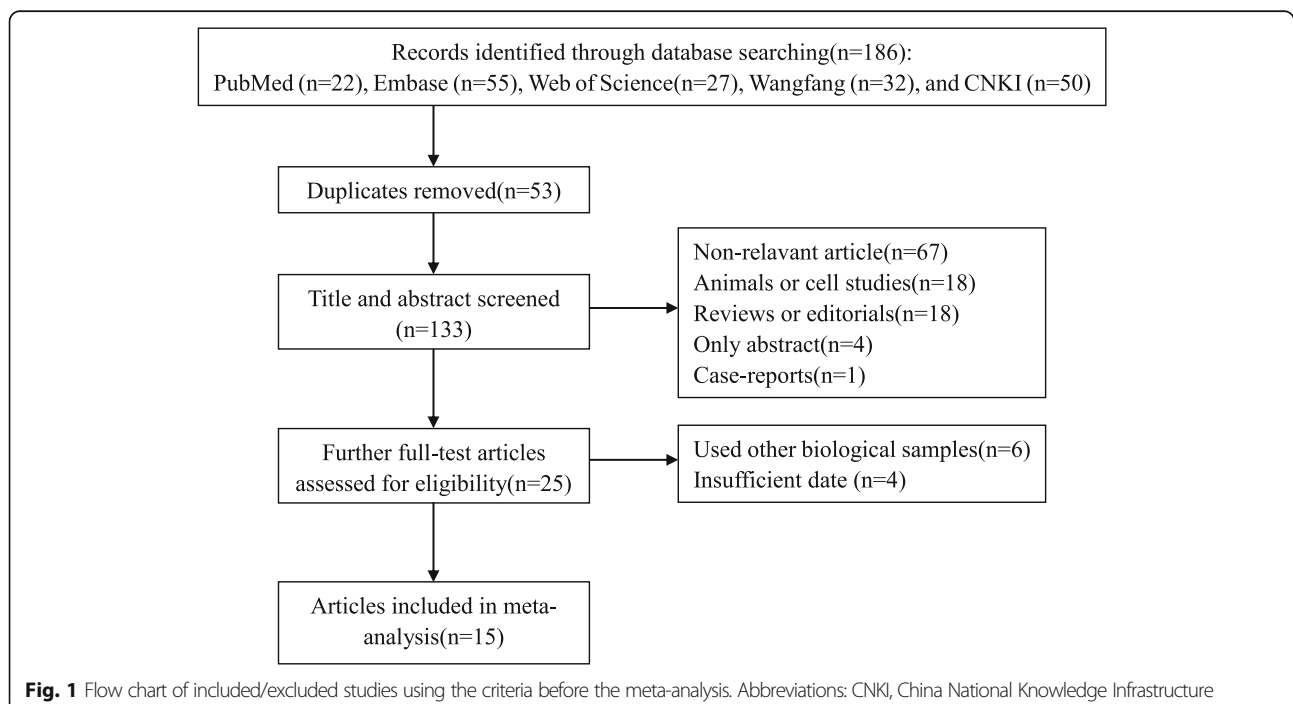 Records identified through database searching(n=186):
PubMed (n=22), Embase (n=55), Web of Science(n=27), Wangfang (n=32), and CNKI (n=50)
Duplicates removed(n=53)
Title and abstract screened
(n=133)
Non-relavant article(n=67)
Animals or cell studies(n=18)
Reviews or editorials(n=18)
Only abstract(n=4)
Case-reports(n=1)
Further full-test articles
assessed for eligibility(n=25)
Used other biological samples(n=6)
Insufficient date (n=4)
Articles included in meta-
analysis(n=15)
Fig. 1 Flow chart of included/excluded studies using the criteria before the meta-analysis. Abbreviations: CNKI, China National Knowledge Infrastructure